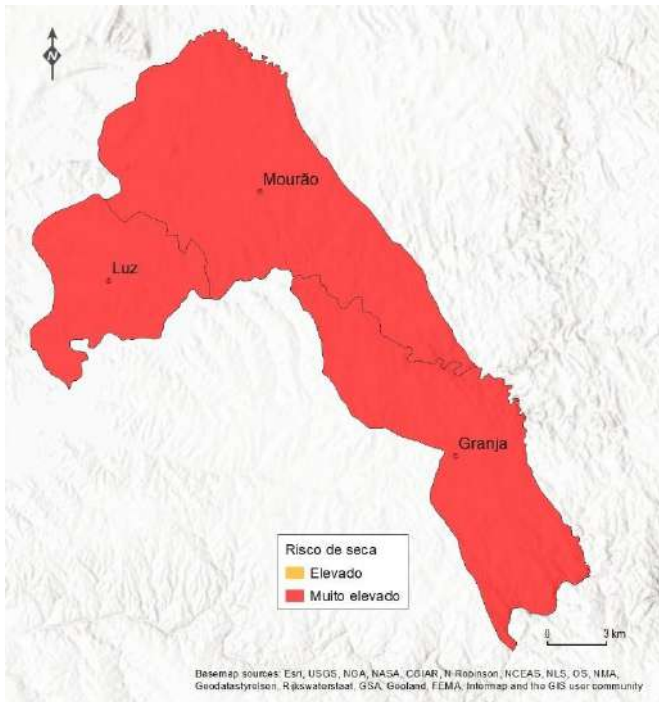 N
Mourão
Luz
Granja
Risco de seca
Elevado
Muito elevado
0 3 km
Basemap sources: Esri, USGS, NGA, NASA, CGIAR, N Robinson, NCEAS, NLS, OS, NMA,
Geodatastyrelsen, Rijkswaterstaat, GSA, Geoland, FEMA, Intermap and the GIS user community